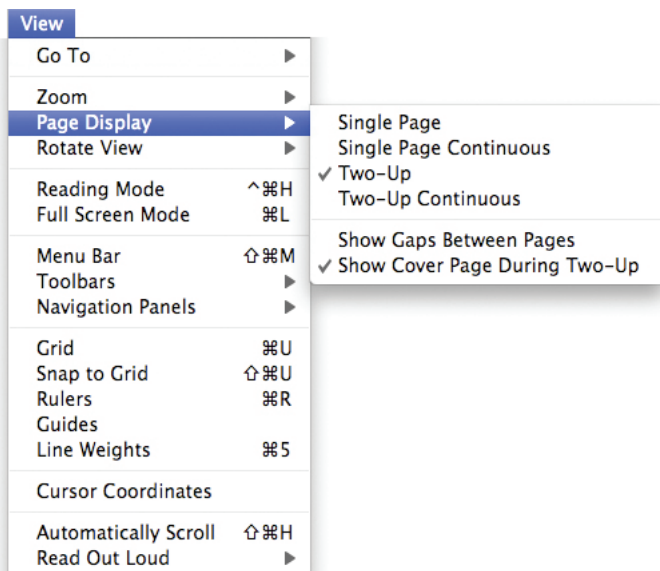 View
Go To ▶
Zoom ▶
Page Display ▶
Rotate View ▶
Reading Mode ^⌘H
Full Screen Mode ⌘L
Menu Bar ⇧⌘M
Toolbars ▶
Navigation Panels ▶
Grid ⌘U
Snap to Grid ⇧⌘U
Rulers ⌘R
Guides
Line Weights ⌘5
Cursor Coordinates
Automatically Scroll ⇧⌘H
Read Out Loud ▶
Single Page
Single Page Continuous
✓ Two-Up
Two-Up Continuous
Show Gaps Between Pages
✓ Show Cover Page During Two-Up